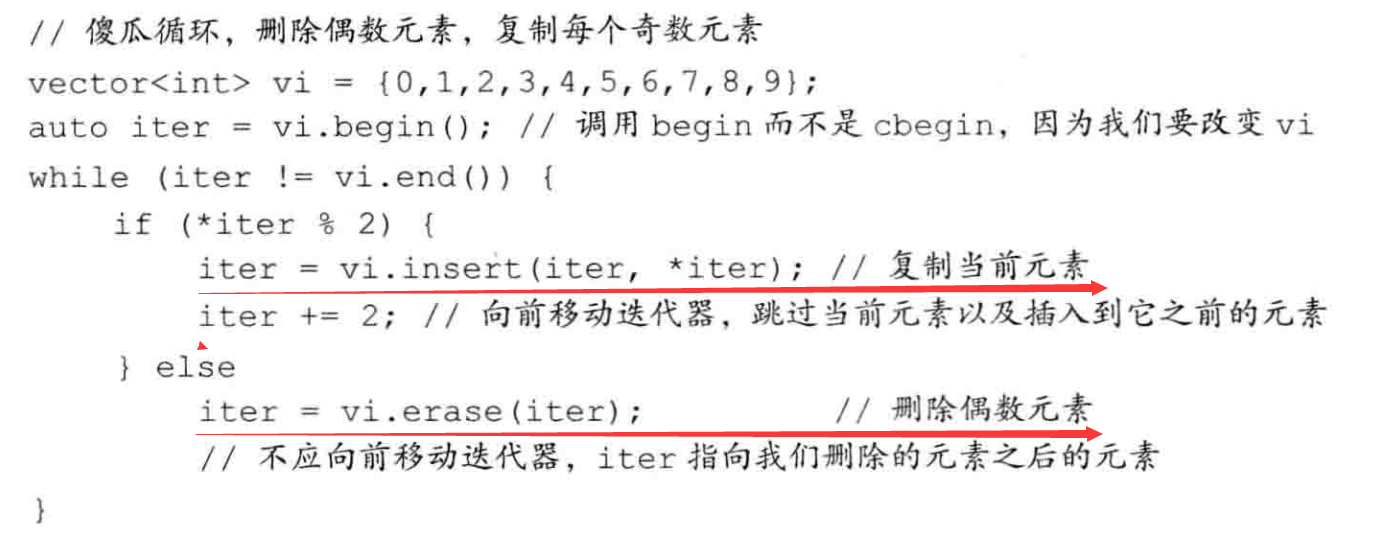 // 傻瓜循环，删除偶数元素，复制每个奇数元素
vector<int> vi = {0,1,2,3,4,5,6,7,8,9};
auto iter = vi.begin(); // 调用 begin 而不是 cbegin，因为我们要改变 vi
while (iter != vi.end()) {
if (*iter % 2) {
iter = vi.insert(iter, *iter); // 复制当前元素
iter += 2; // 向前移动迭代器，跳过当前元素以及插入到它之前的元素
} else
iter = vi.erase(iter); // 删除偶数元素
// 不应向前移动迭代器，iter 指向我们删除的元素之后的元素
}